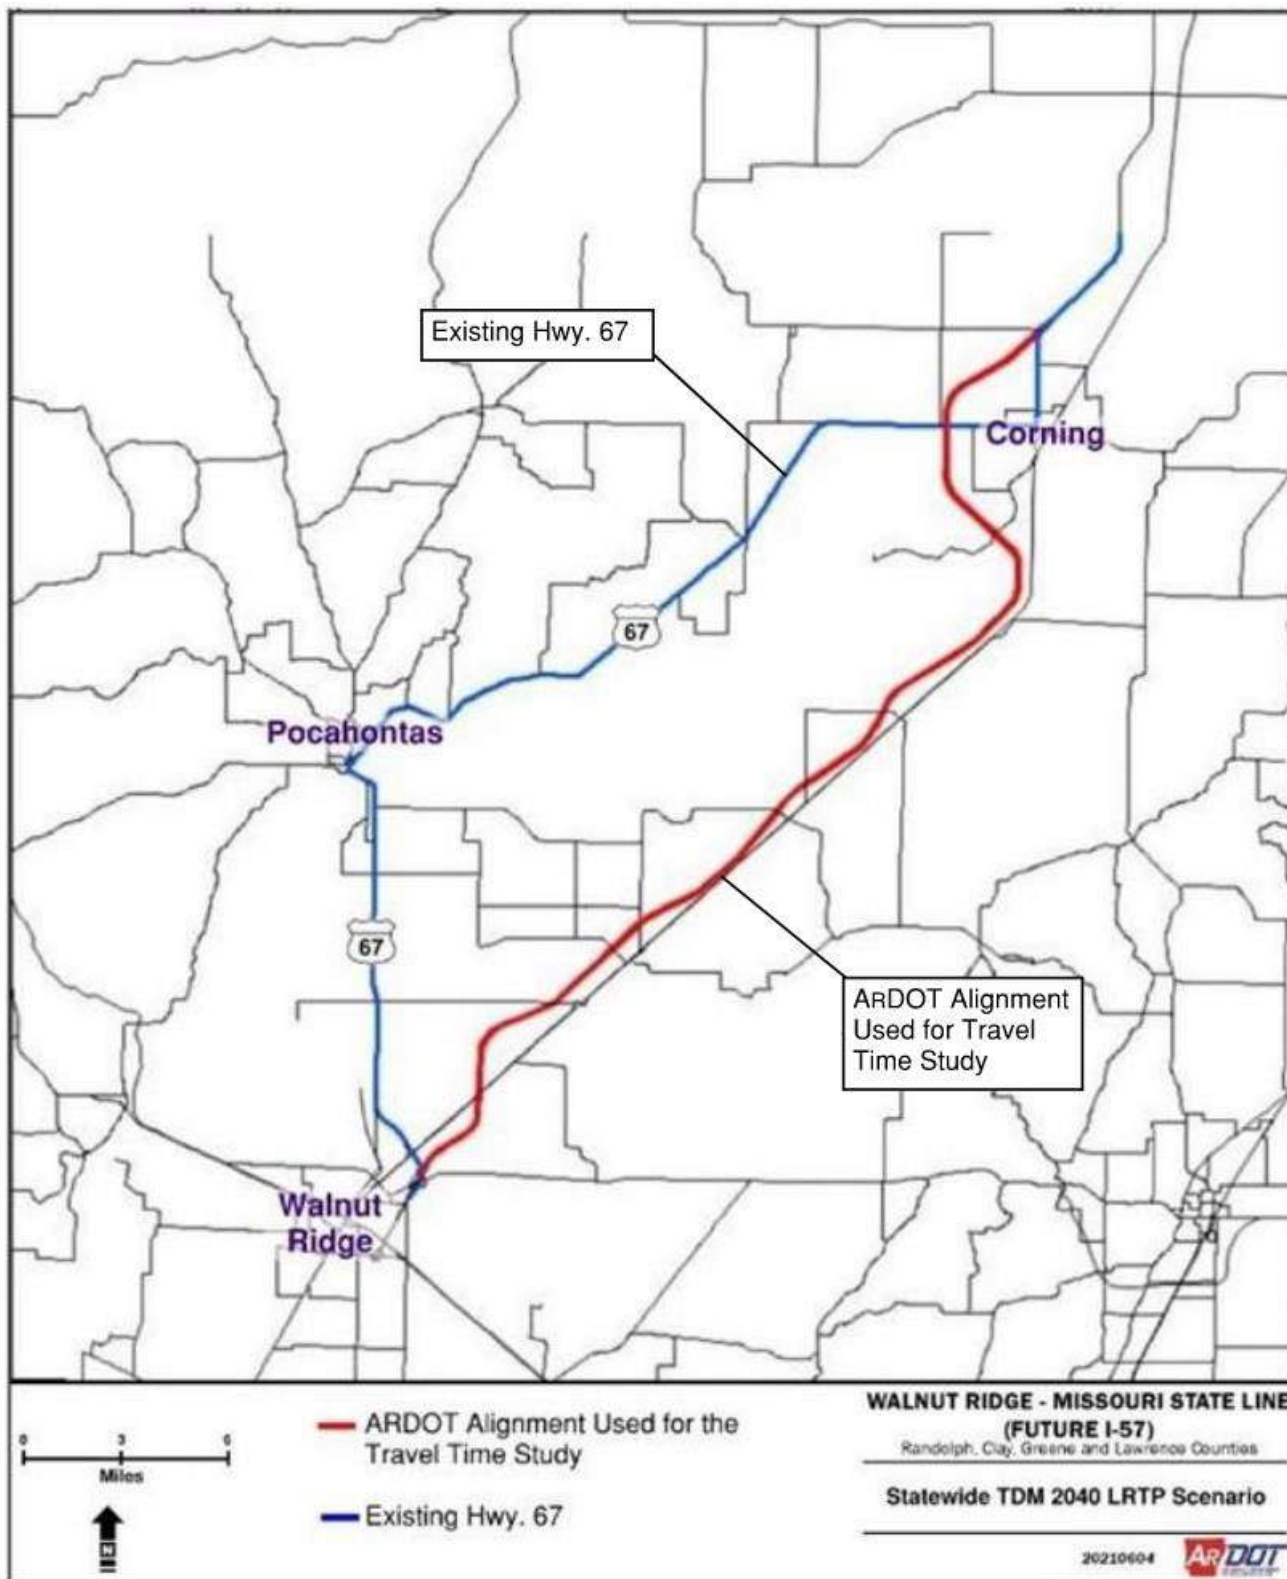 Existing Hwy. 67
Corning
67
Pocahontas
67
ARDOT Alignment
Used for Travel
Time Study
Walnut
Ridge
0 3 6
Miles
N
ARDOT Alignment Used for the
Travel Time Study
Existing Hwy. 67
WALNUT RIDGE - MISSOURI STATE LINE
(FUTURE I-57)
Randolph, Clay, Greene and Lawrence Counties
Statewide TDM 2040 LRTP Scenario
20210604
ARDOT